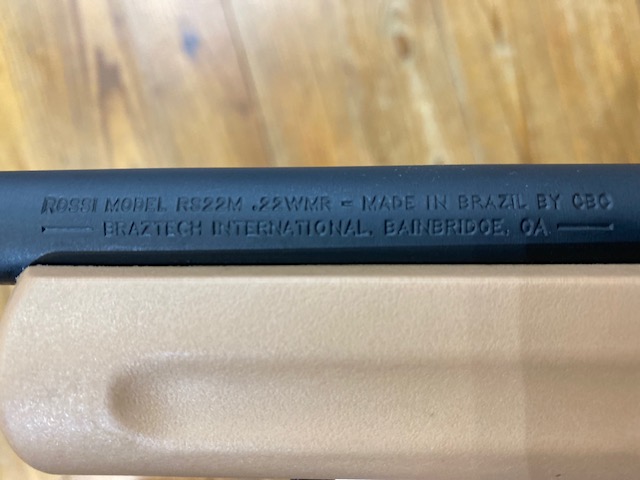 ROSSI MODEL RS22M .22WMR - MADE IN BRAZIL BY CBC
BRAZTECH INTERNATIONAL, BAINBRIDGE, GA